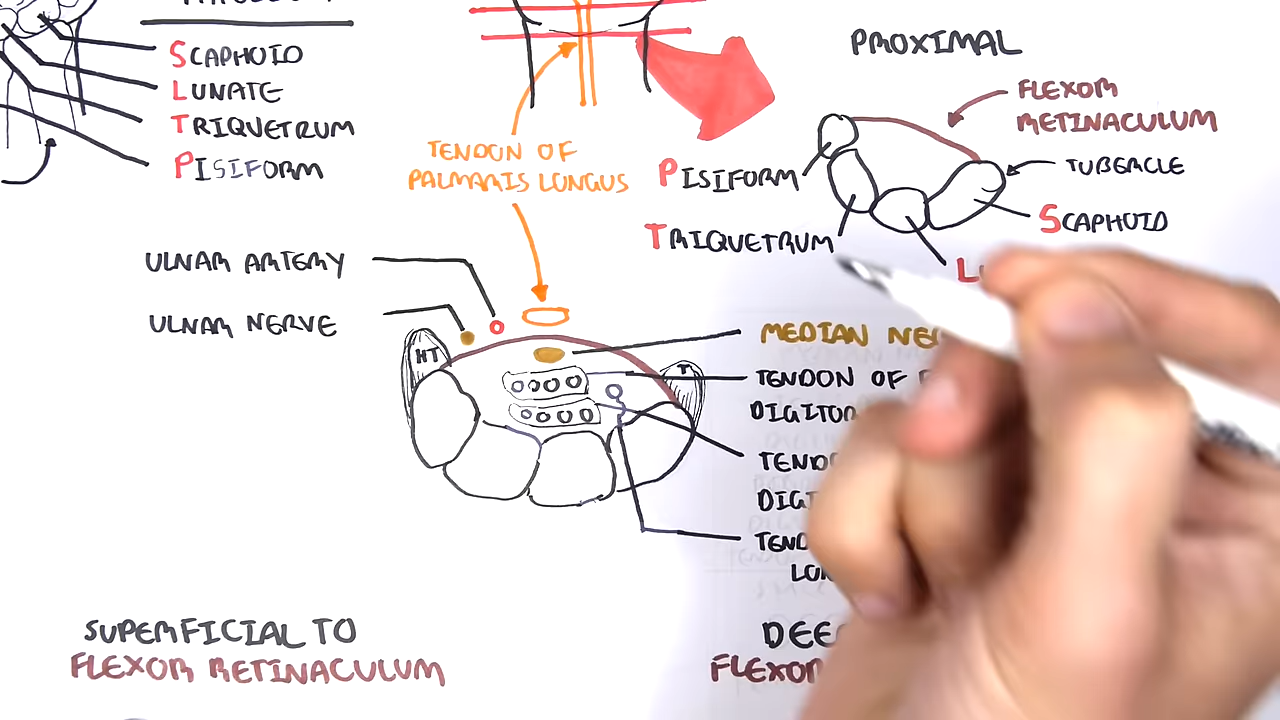 SCAPHOID
LUNATE
TRIQUETRUM
PISIFORM
PROXIMAL
FLEXOR
RETINACULUM
TUBERCLE
SCAPHOID
PISIFORM
TRIQUETRUM
TENDON OF
PALMARIS LONGUS
ULNAR ARTERY
ULNAR NERVE
HT
T
MEDIAN
TENDON OF
SUPERFICIAL TO
FLEXOR RETINACULUM
FLEXOR